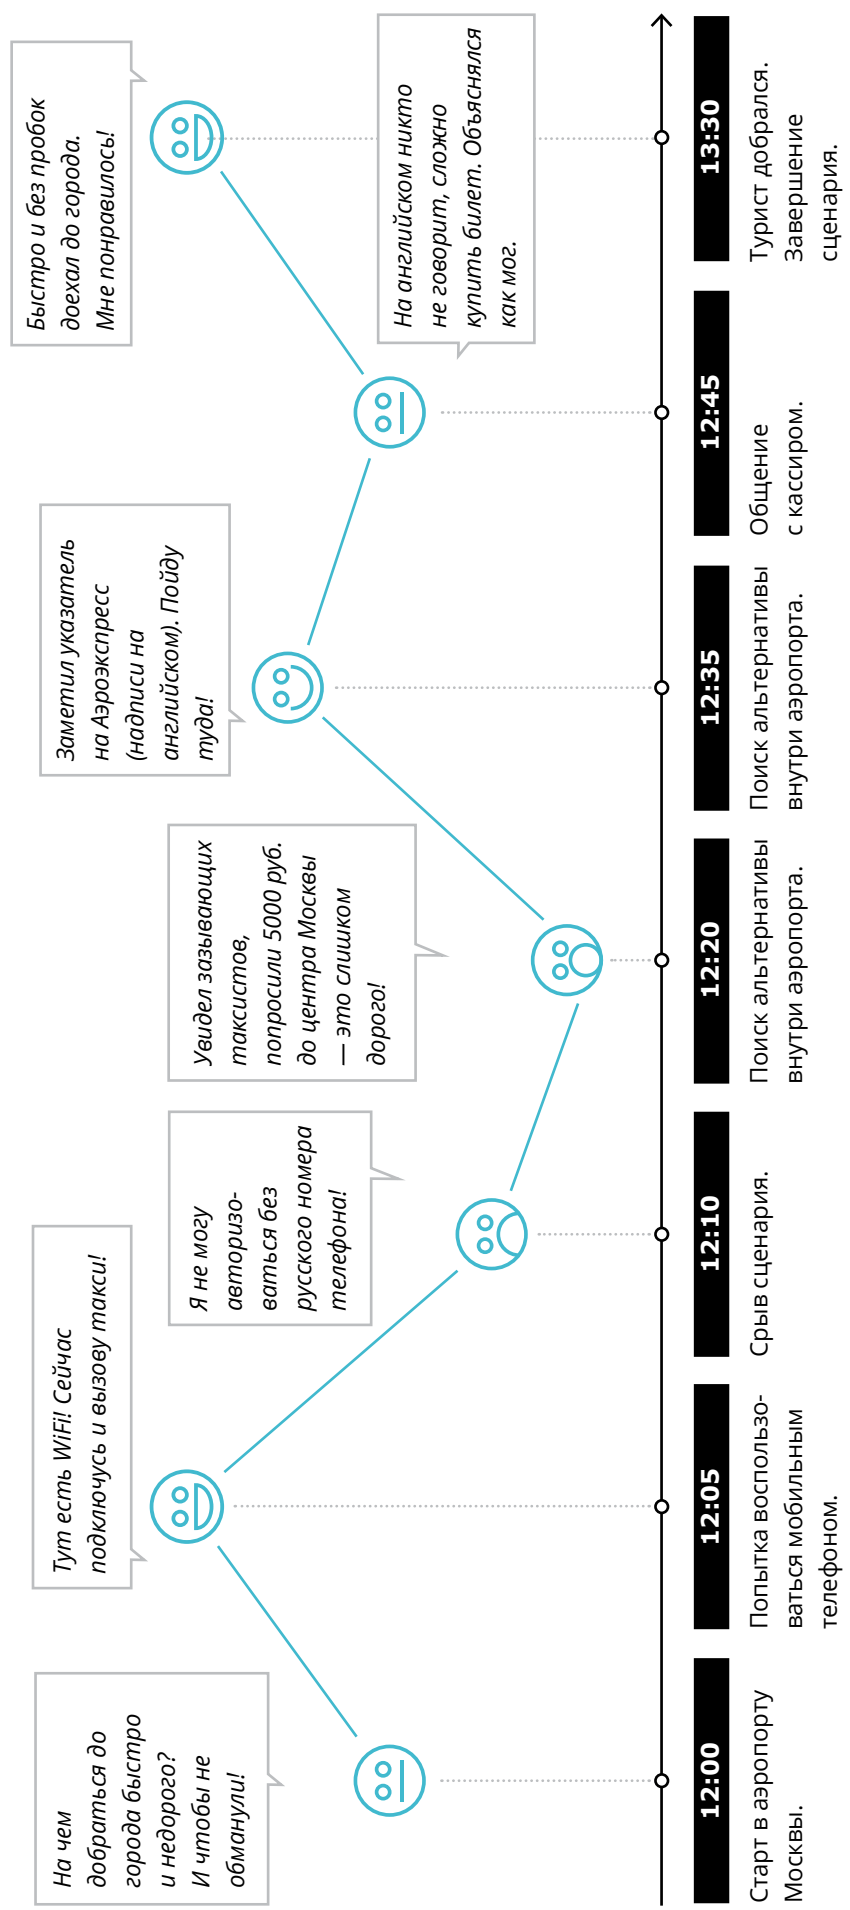 На чем
добраться до
города быстро
и недорого?
И чтобы не
обманули!
Тут есть WiFi! Сейчас
подключусь и вызову такси!
Я не могу
авторизо-
ваться без
русского номера
телефона!
Увидел зазывающих
таксистов,
попросили 5000 руб.
до центра Москвы
— это слишком
дорого!
Заметил указатель
на Аэроэкспресс
(надписи на
английском). Пойду
туда!
На английском никто
не говорит, сложно
купить билет. Объяснялся
как мог.
Быстро и без пробок
доехал до города.
Мне понравилось!
12:00
Старт в аэропорту
Москвы.
12:05
Попытка воспользо-
ваться мобильным
телефоном.
12:10
Срыв сценария.
12:20
Поиск альтернативы
внутри аэропорта.
12:35
Поиск альтернативы
внутри аэропорта.
12:45
Общение
с кассиром.
13:30
Турист добрался.
Завершение
сценария.